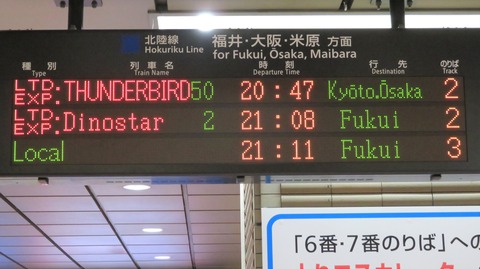 北陸線 福井・大阪・米原 方面
Hokuriku Line for Fukui, Ōsaka, Maibara
種別 列車名 時刻 行先 のりば
Type Train Name Departure Time Destination Track
LTD. EXP: THUNDERBIRD 50 20:47 Kyōto.Ōsaka 2
LTD. EXP: Dinostar 2 21:08 Fukui 2
Local 21:11 Fukui 3
「6番・7番のりば」への